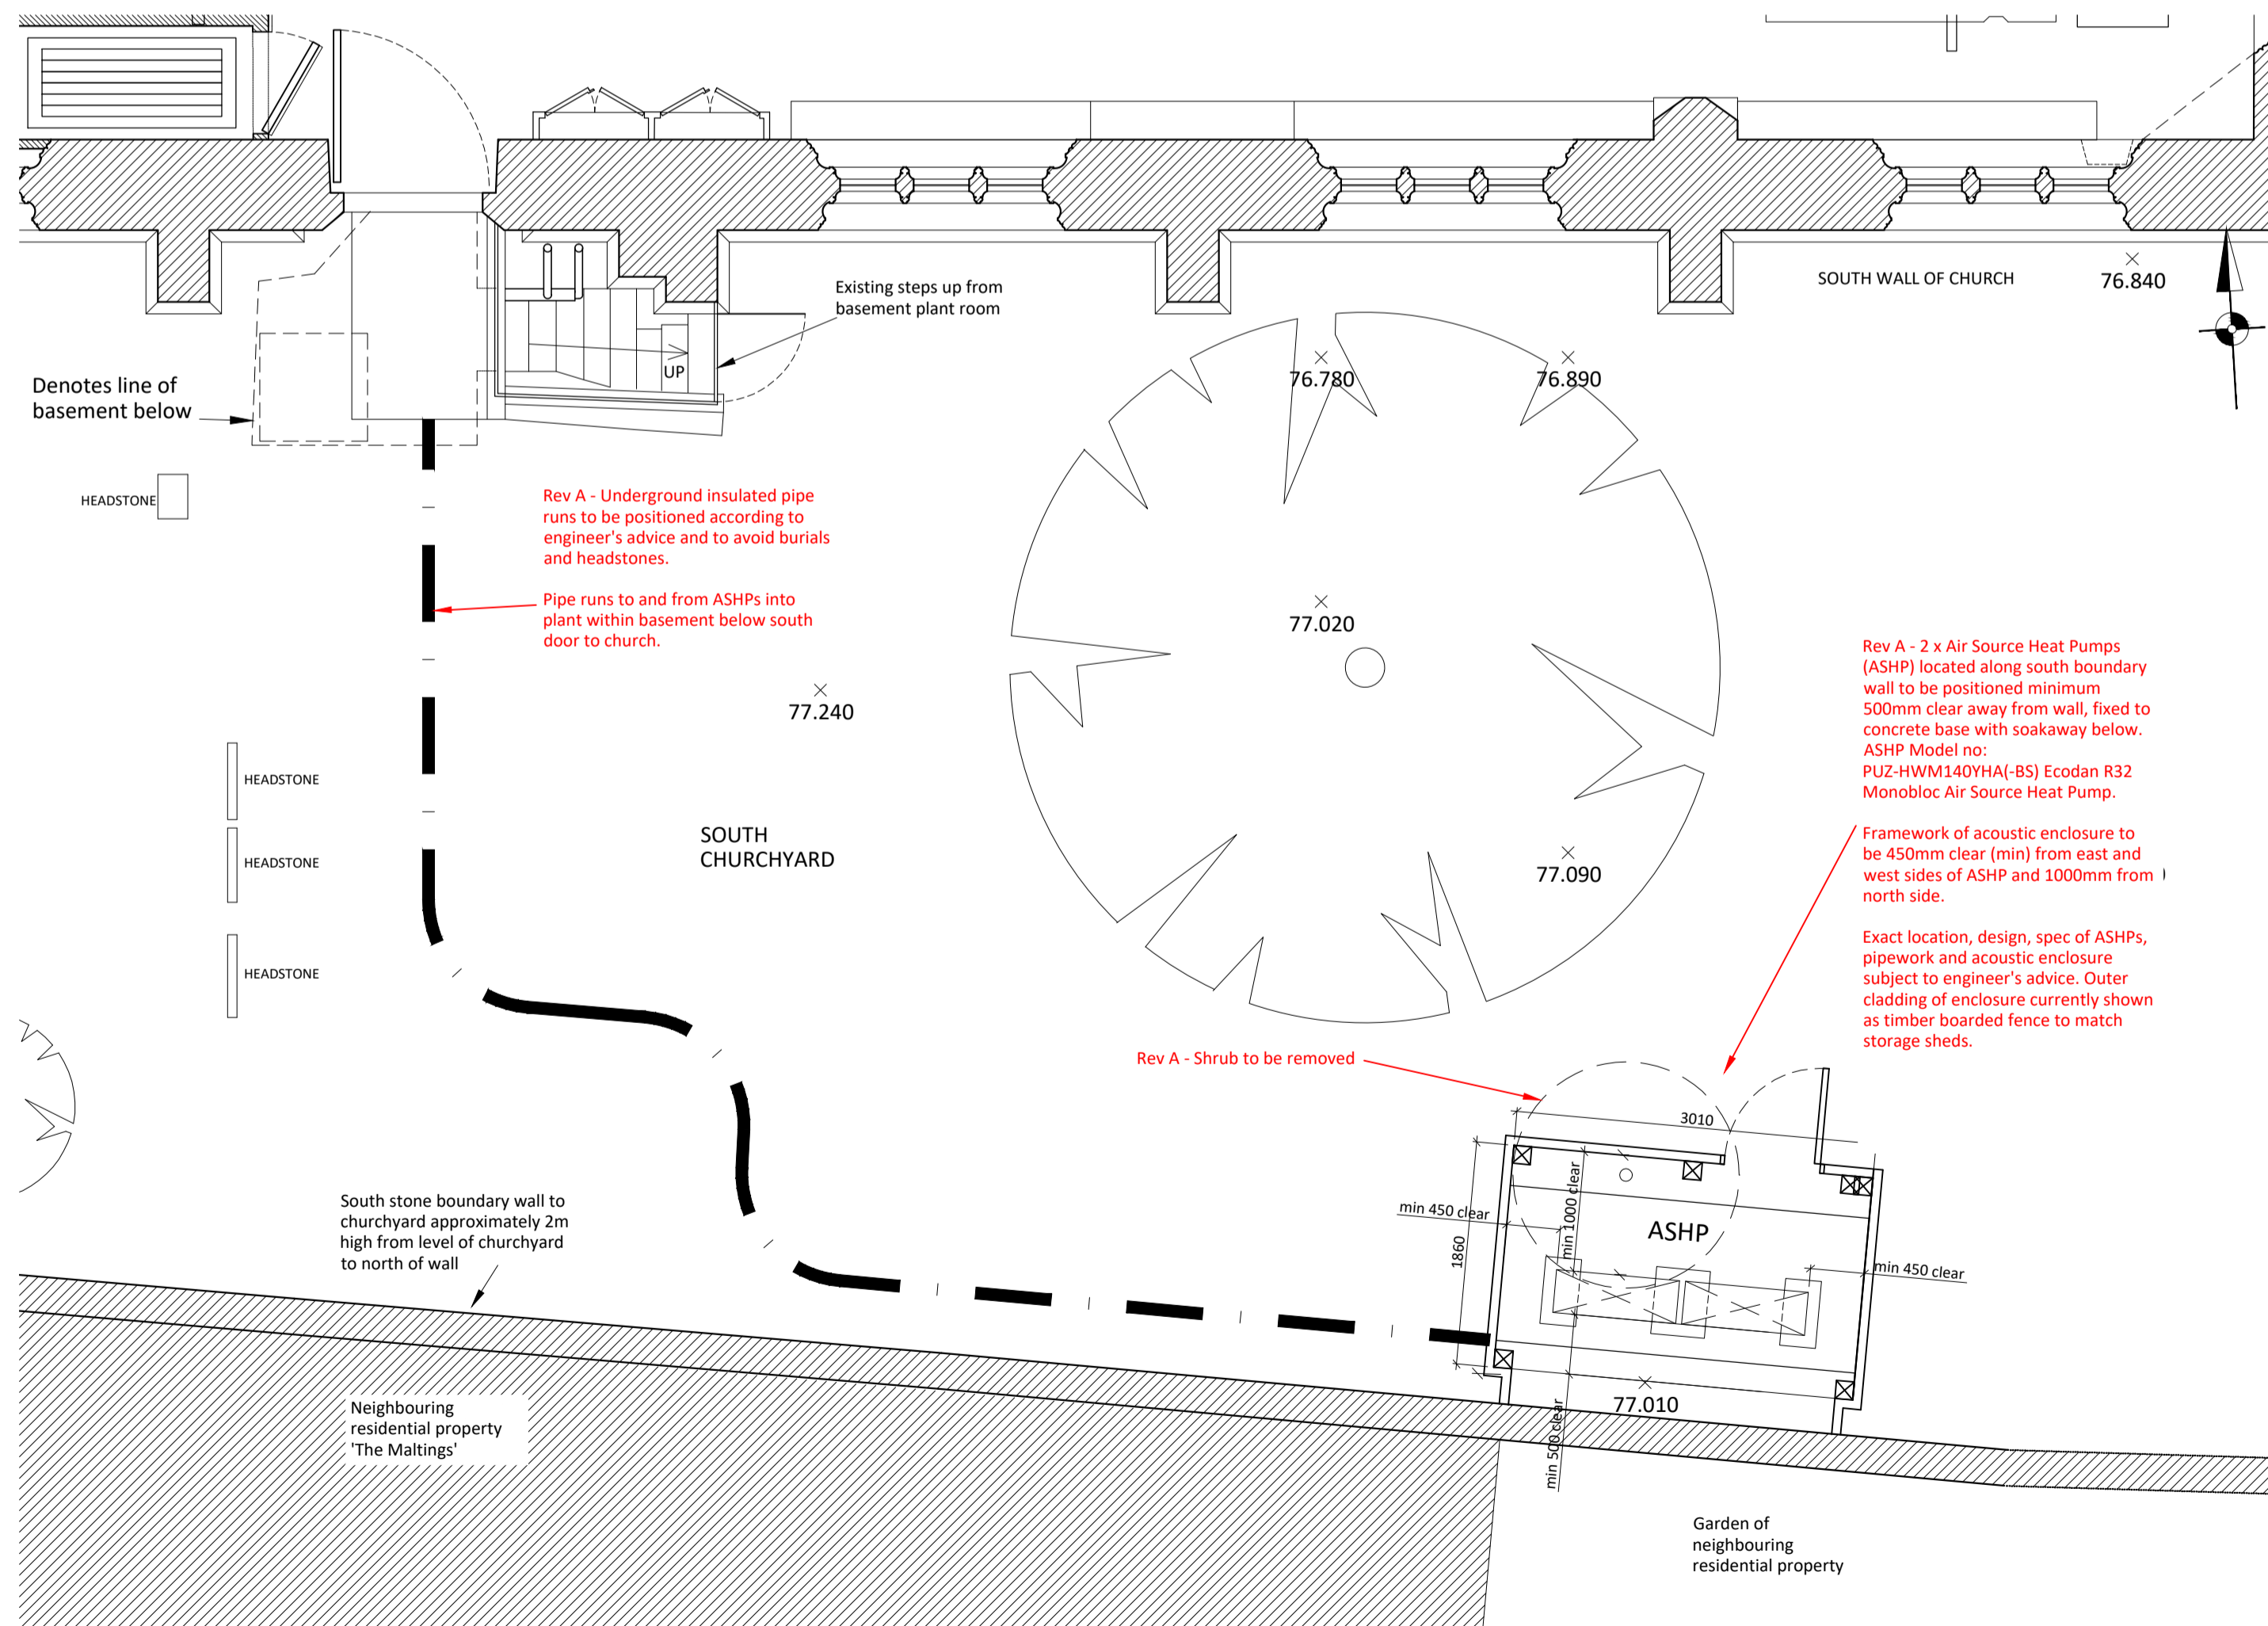 SOUTH WALL OF CHURCH
76.840
Existing steps up from
basement plant room
UP
Denotes line of
basement below
76.780
76.890
HEADSTONE
Rev A - Underground insulated pipe
runs to be positioned according to
engineer's advice and to avoid burials
and headstones.
Pipe runs to and from ASHPs into
plant within basement below south
door to church.
77.020
77.240
Rev A - 2 x Air Source Heat Pumps
(ASHP) located along south boundary
wall to be positioned minimum
500mm clear away from wall, fixed to
concrete base with soakaway below.
ASHP Model no:
PUZ-HWM140YHA(-BS) Ecodan R32
Monobloc Air Source Heat Pump.
Framework of acoustic enclosure to
be 450mm clear (min) from east and
west sides of ASHP and 1000mm from
north side.
Exact location, design, spec of ASHPs,
pipework and acoustic enclosure
subject to engineer's advice. Outer
cladding of enclosure currently shown
as timber boarded fence to match
storage sheds.
HEADSTONE
HEADSTONE
HEADSTONE
SOUTH
CHURCHYARD
77.090
Rev A - Shrub to be removed
3010
min 450 clear
min 1000 clear
1860
ASHP
min 450 clear
South stone boundary wall to
churchyard approximately 2m
high from level of churchyard
to north of wall
77.010
min 500 clear
Neighbouring
residential property
'The Maltings'
Garden of
neighbouring
residential property